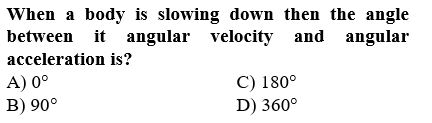 When a body is slowing down then the angle
between it angular velocity and angular
acceleration is?
A) 0° C) 180°
B) 90° D) 360°